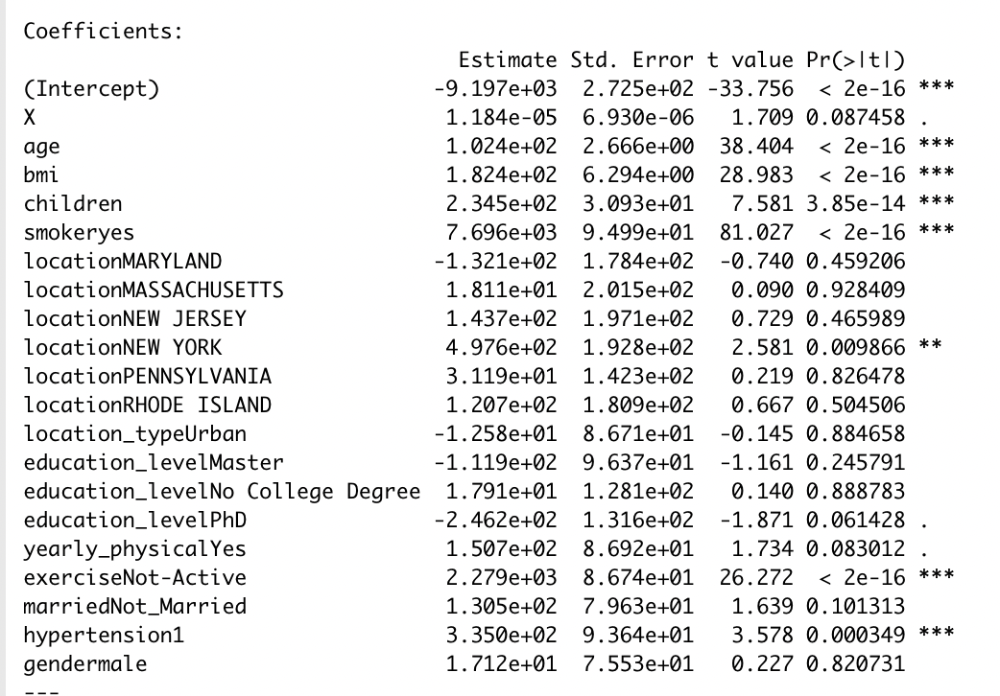 Coefficients:
Estimate Std. Error t value Pr(>|t|)
(Intercept) -9.197e+03 2.725e+02 -33.756 < 2e-16 ***
X 1.184e-05 6.930e-06 1.709 0.087458 .
age 1.024e+02 2.666e+00 38.404 < 2e-16 ***
bmi 1.824e+02 6.294e+00 28.983 < 2e-16 ***
children 2.345e+02 3.093e+01 7.581 3.85e-14 ***
smokeryes 7.696e+03 9.499e+01 81.027 < 2e-16 ***
locationMARYLAND -1.321e+02 1.784e+02 -0.740 0.459206
locationMASSACHUSETTS 1.811e+01 2.015e+02 0.090 0.928409
locationNEW JERSEY 1.437e+02 1.971e+02 0.729 0.465989
locationNEW YORK 4.976e+02 1.928e+02 2.581 0.009866 **
locationPENNSYLVANIA 3.119e+01 1.423e+02 0.219 0.826478
locationRHODE ISLAND 1.207e+02 1.809e+02 0.667 0.504506
location_typeUrban -1.258e+01 8.671e+01 -0.145 0.884658
education_levelMaster -1.119e+02 9.637e+01 -1.161 0.245791
education_levelNo College Degree 1.791e+01 1.281e+02 0.140 0.888783
education_levelPhD -2.462e+02 1.316e+02 -1.871 0.061428 .
yearly_physicalYes 1.507e+02 8.692e+01 1.734 0.083012 .
exerciseNot-Active 2.279e+03 8.674e+01 26.272 < 2e-16 ***
marriedNot_Married 1.305e+02 7.963e+01 1.639 0.101313
hypertension1 3.350e+02 9.364e+01 3.578 0.000349 ***
gendermale 1.712e+01 7.553e+01 0.227 0.820731
---